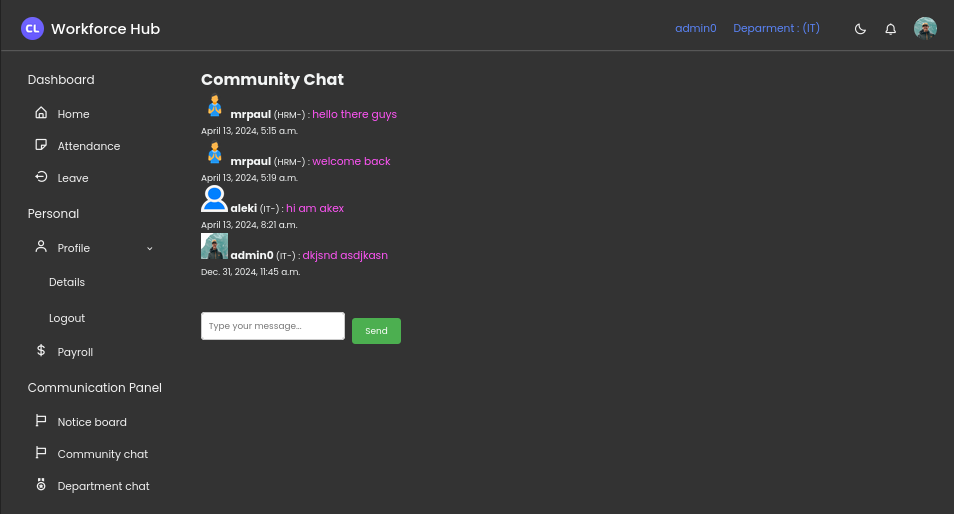 CL Workforce Hub
admin0 Deparment : (IT)
Dashboard
Home
Attendance
Leave
Personal
Profile
Details
Logout
Payroll
Communication Panel
Notice board
Community chat
Department chat
Community Chat
mrpaul (HRM-) : hello there guys
April 13, 2024, 5:15 a.m.
mrpaul (HRM-) : welcome back
April 13, 2024, 5:19 a.m.
aleki (IT-) : hi am akex
April 13, 2024, 8:21 a.m.
admin0 (IT-) : dkjsnd asdjkasn
Dec. 31, 2024, 11:45 a.m.
Type your message...
Send